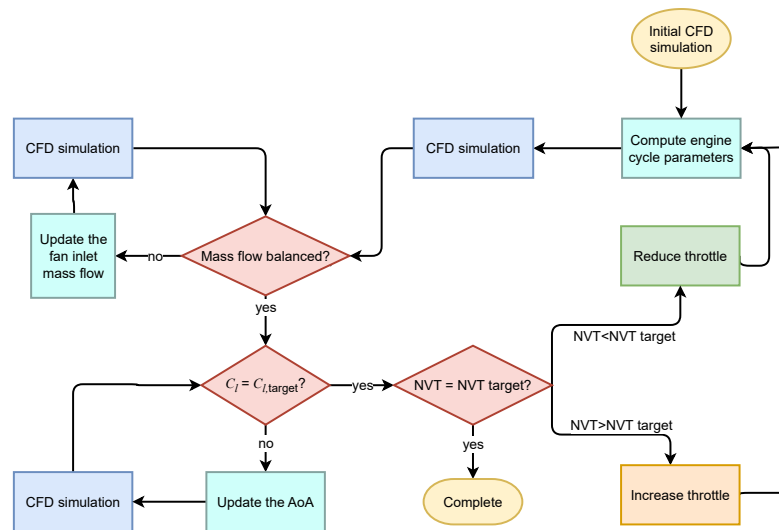 Initial CFD
simulation
CFD simulation
CFD simulation
Compute engine
cycle parameters
Update the
fan inlet
mass flow
no
Mass flow balanced?
Reduce throttle
yes
NVT<NVT target
C_l = C_{l,target}?
yes
NVT = NVT target?
NVT>NVT target
no
yes
CFD simulation
Update the AoA
Complete
Increase throttle